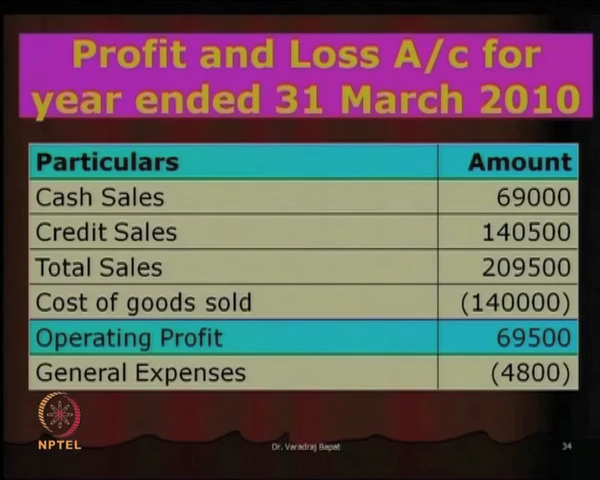 Profit and Loss A/c for
year ended 31 March 2010
Particulars Amount
Cash Sales 69000
Credit Sales 140500
Total Sales 209500
Cost of goods sold (140000)
Operating Profit 69500
General Expenses (4800)
NPTEL
Dr. Varadraj Bapat
34